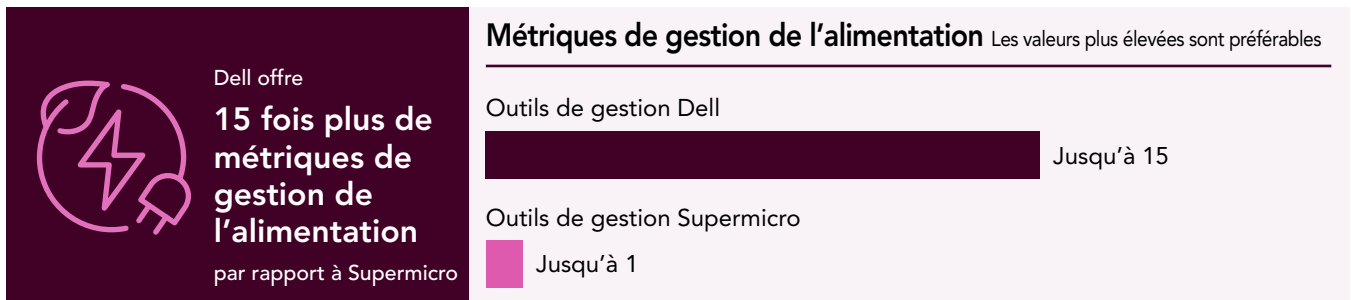 Dell offre
15 fois plus de
métriques de
gestion de
l’alimentation
par rapport à Supermicro
Métriques de gestion de l’alimentation Les valeurs plus élevées sont préférables
Outils de gestion Dell
Jusqu’à 15
Outils de gestion Supermicro
Jusqu’à 1